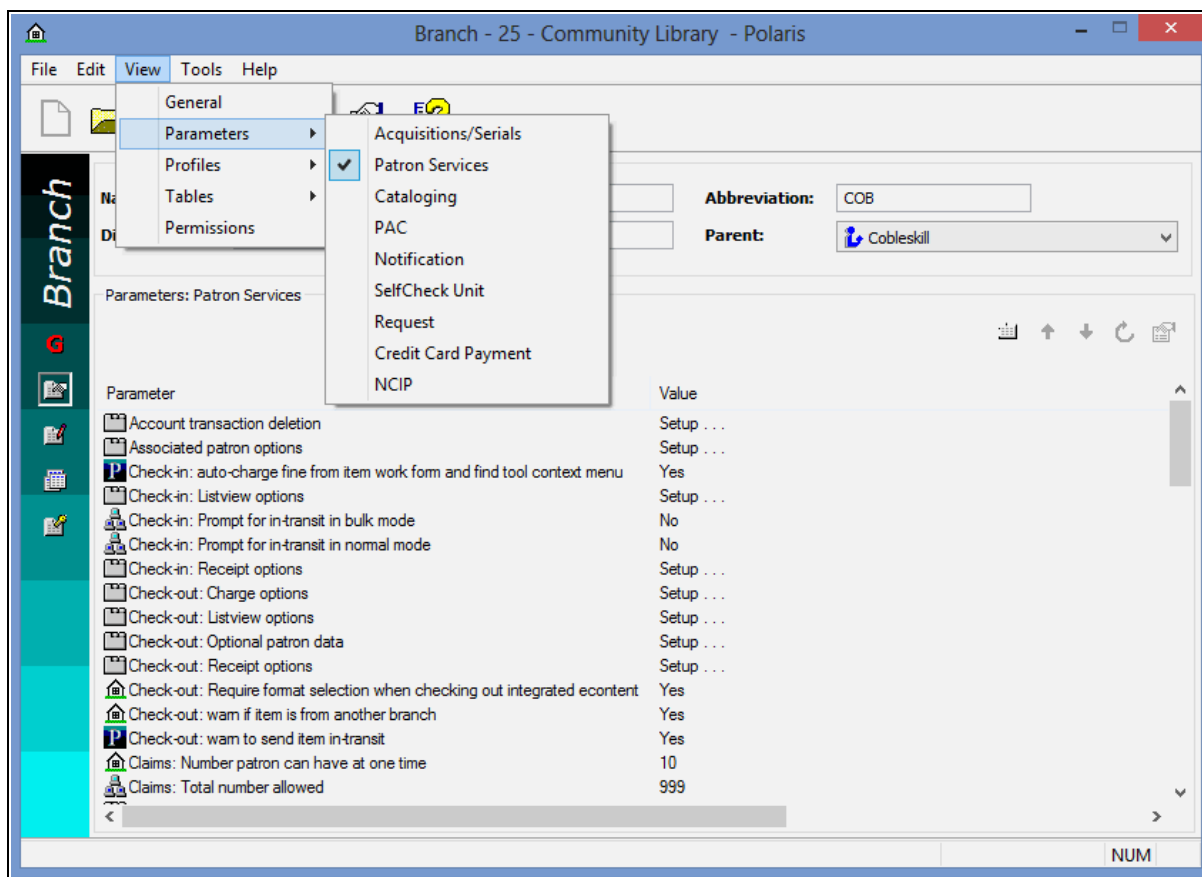 Branch - 25 - Community Library - Polaris
File Edit View Tools Help
General
Parameters
Profiles
Tables
Permissions
Acquisitions/Serials
Patron Services
Cataloging
PAC
Notification
SelfCheck Unit
Request
Credit Card Payment
NCIP
Branch
G
Abbreviation: COB
Parent: Cobleskill
Parameters: Patron Services
Parameter Value
Account transaction deletion Setup . . .
Associated patron options Setup . . .
P Check-in: auto-charge fine from item work form and find tool context menu Yes
Check-in: Listview options Setup . . .
Check-in: Prompt for in-transit in bulk mode No
Check-in: Prompt for in-transit in normal mode No
Check-in: Receipt options Setup . . .
Check-out: Charge options Setup . . .
Check-out: Listview options Setup . . .
Check-out: Optional patron data Setup . . .
Check-out: Receipt options Setup . . .
Check-out: Require format selection when checking out integrated econtent Yes
Check-out: warn if item is from another branch Yes
P Check-out: warn to send item in-transit Yes
Claims: Number patron can have at one time 10
Claims: Total number allowed 999
NUM